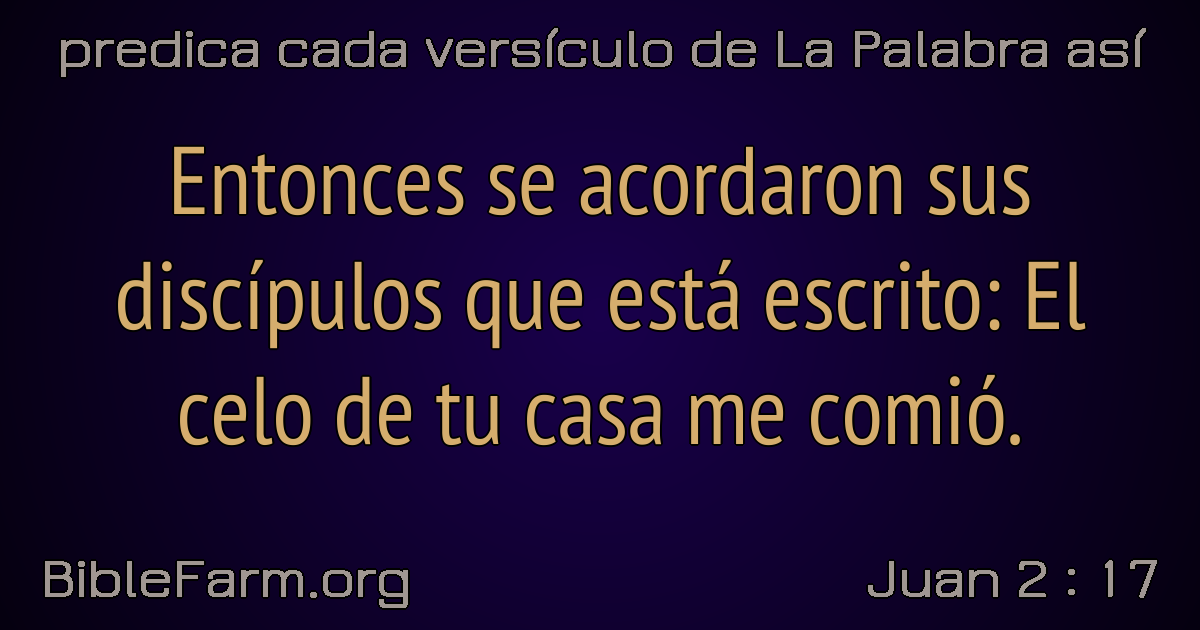 predica cada versículo de La Palabra así
Entonces se acordaron sus
discípulos que está escrito: El
celo de tu casa me comió.
BibleFarm.org
Juan 2 : 17